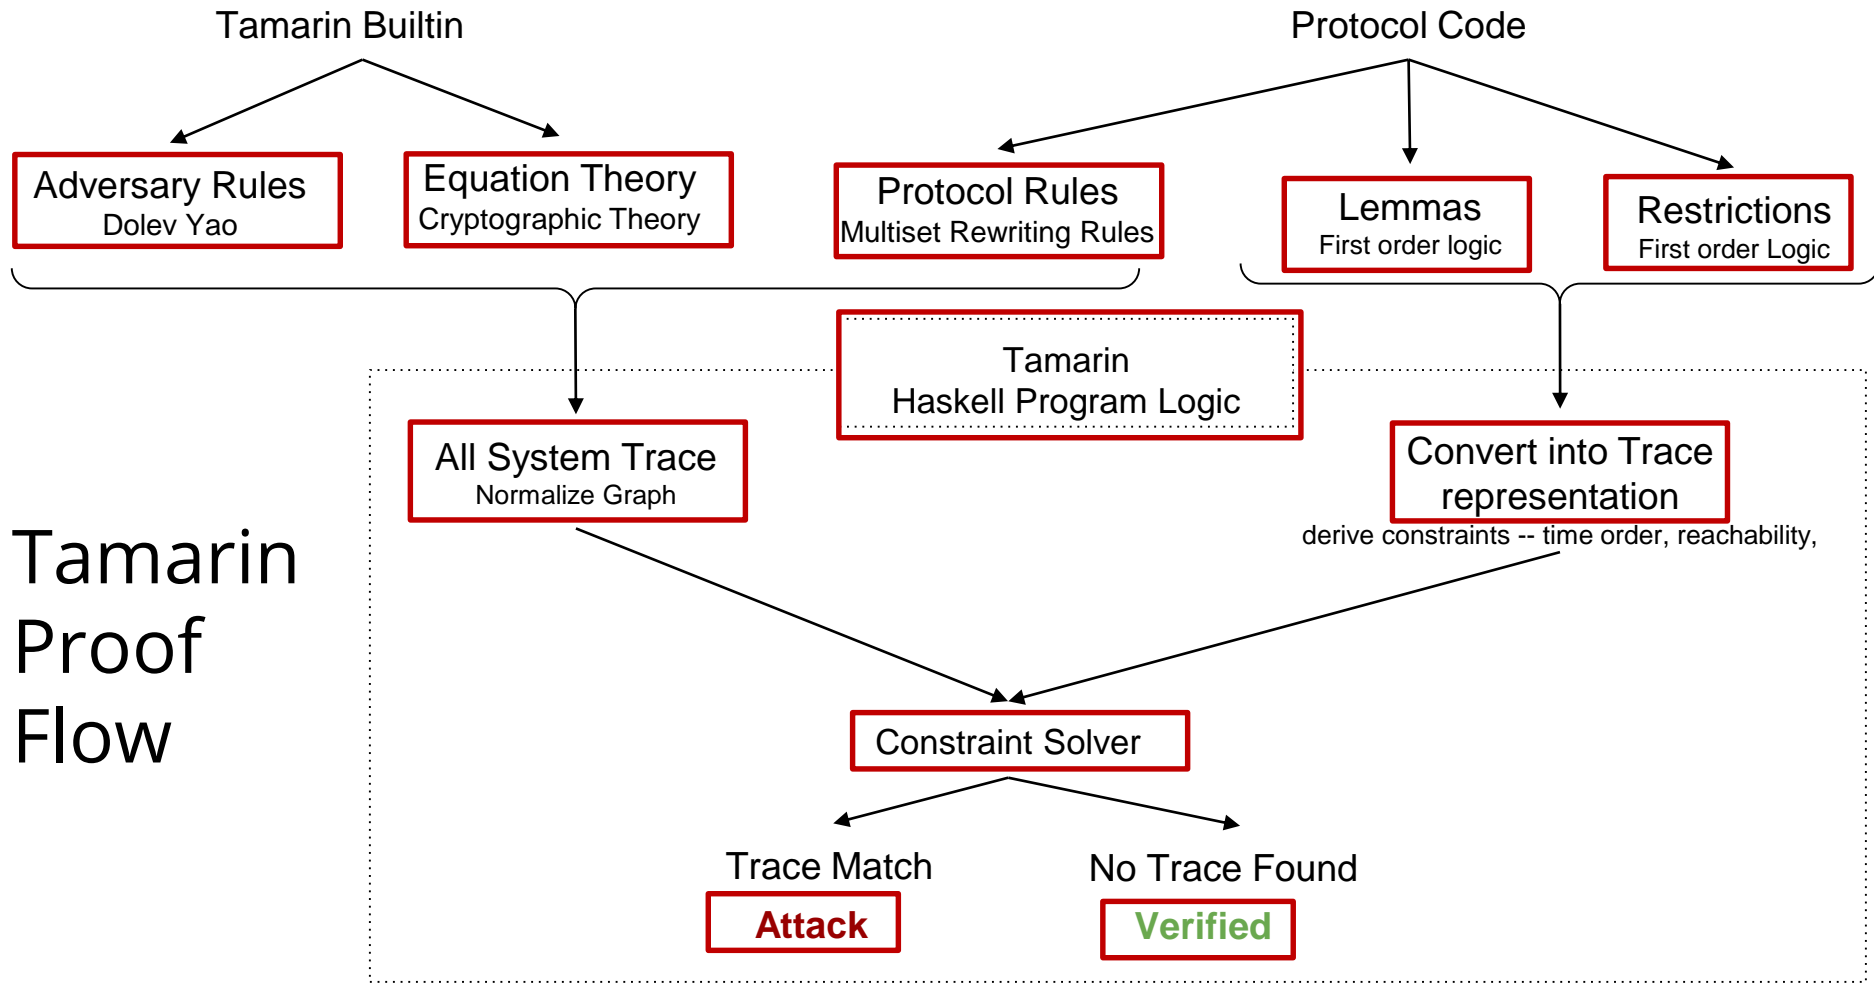 Tamarin Builtin
Protocol Code
Adversary Rules
Dolev Yao
Equation Theory
Cryptographic Theory
Protocol Rules
Multiset Rewriting Rules
Lemmas
First order logic
Restrictions
First order Logic
Tamarin
Haskell Program Logic
All System Trace
Normalize Graph
Convert into Trace
representation
derive constraints -- time order, reachability,
Tamarin
Proof
Flow
Constraint Solver
Trace Match
Attack
No Trace Found
Verified